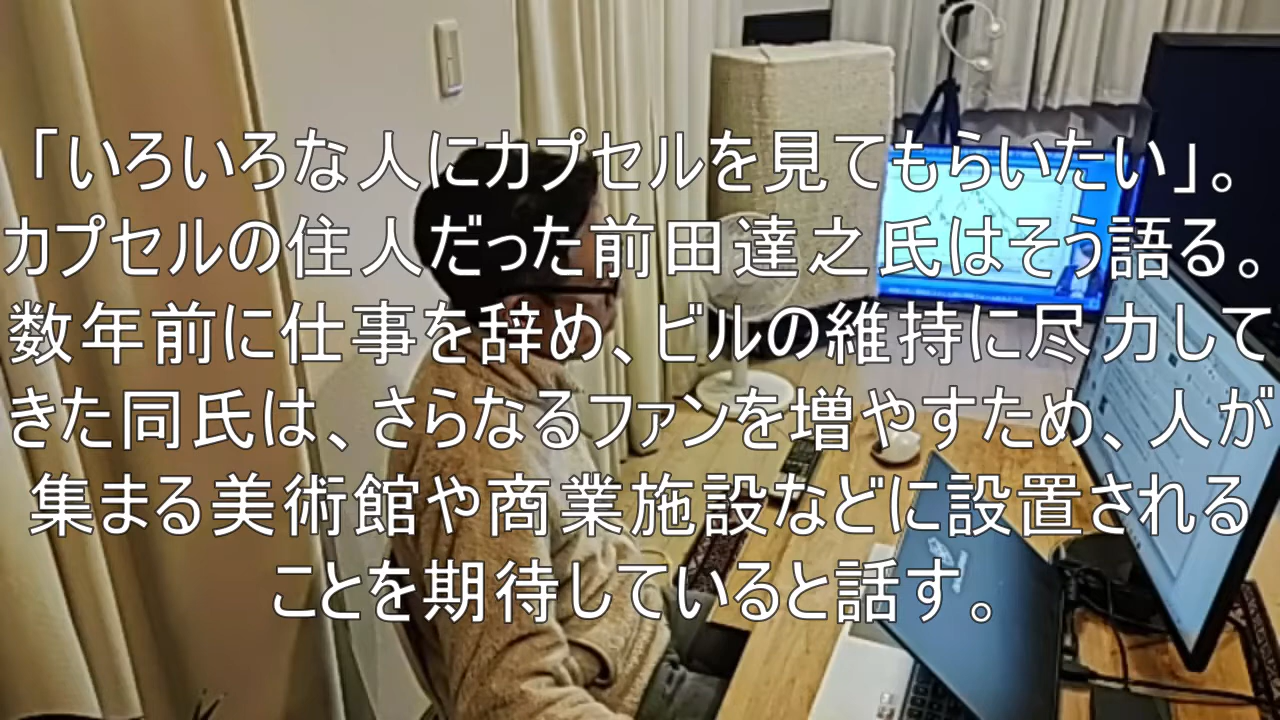 「いろいろな人にカプセルを見てもらいたい」。
カプセルの住人だった前田達之氏はそう語る。
数年前に仕事を辞め、ビルの維持に尽力して
きた同氏は、さらなるファンを増やすため、人が
集まる美術館や商業施設などに設置される
ことを期待していると話す。